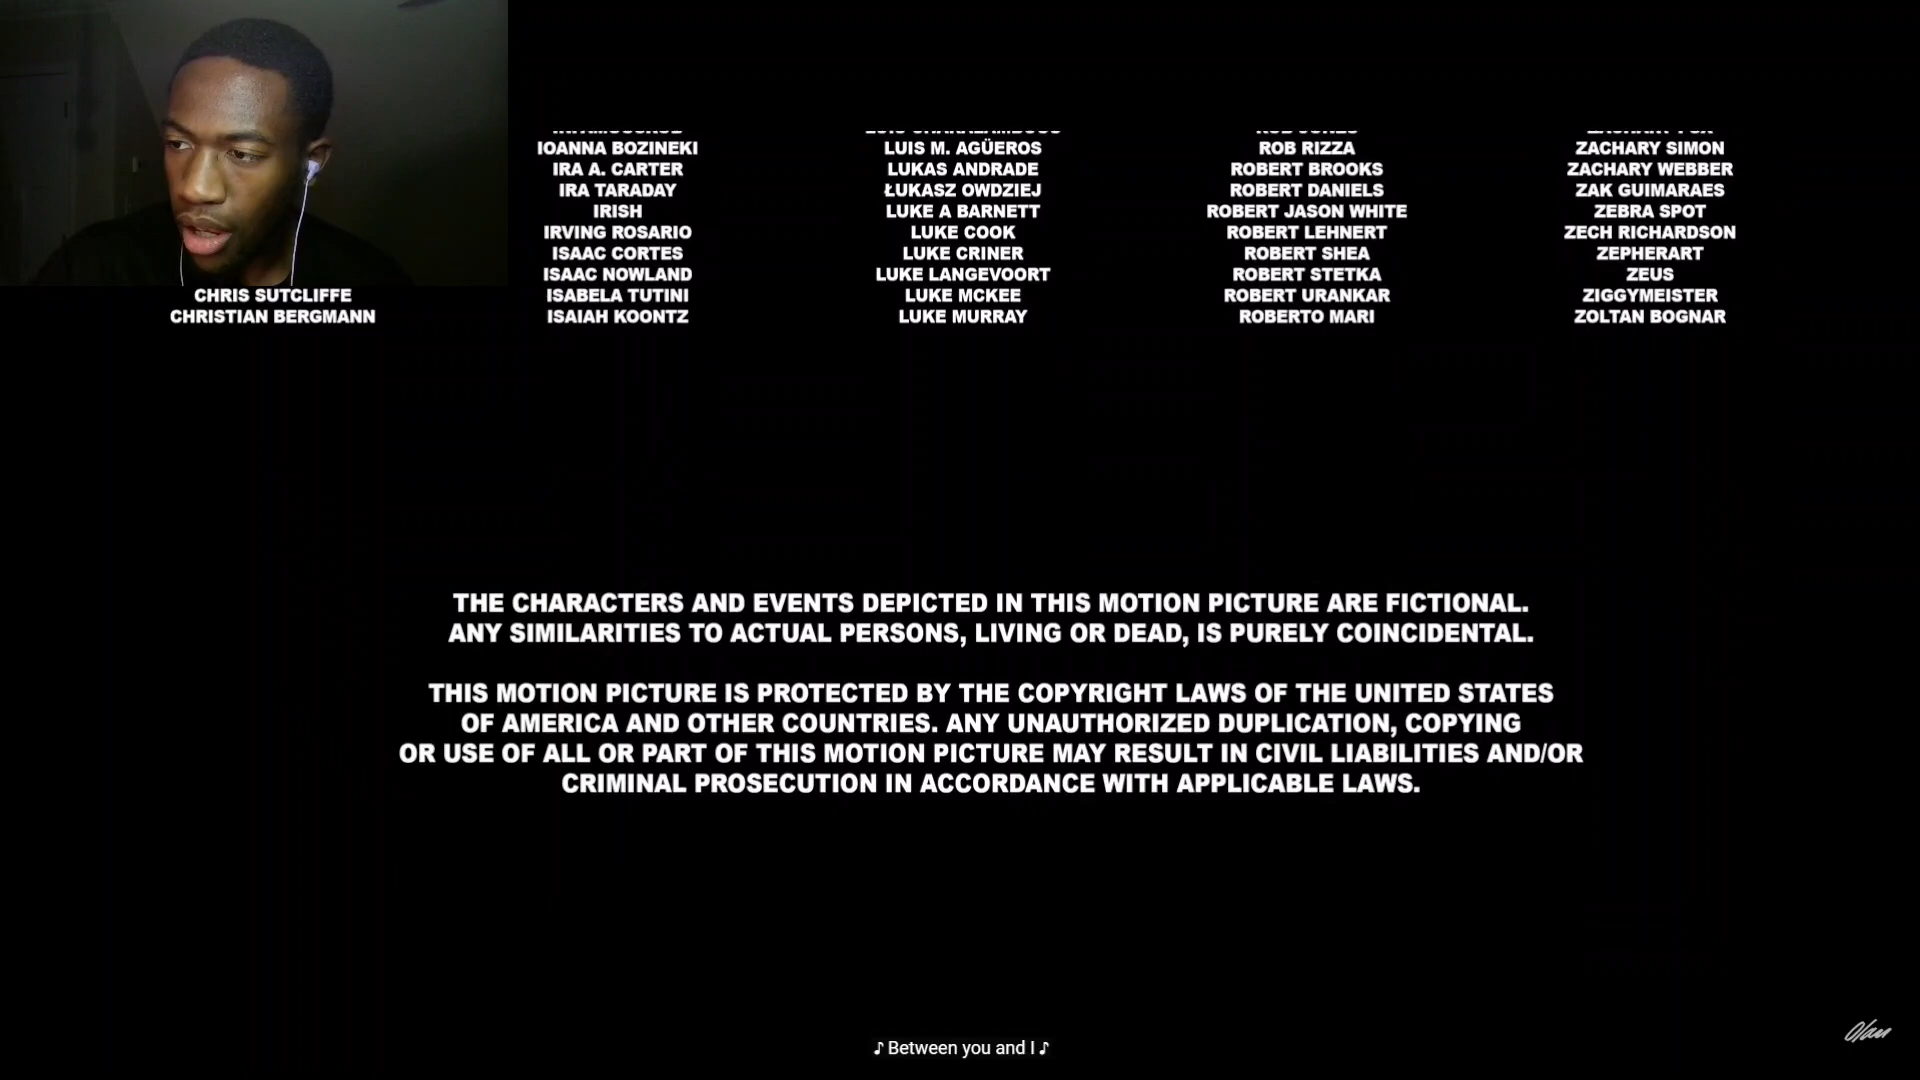 CHRIS SUTCLIFFE
CHRISTIAN BERGMANN
IOANNA BOZINEKI
IRA A. CARTER
IRA TARADAY
IRISH
IRVING ROSARIO
ISAAC CORTES
ISAAC NOWLAND
ISABELA TUTINI
ISAIAH KOONTZ
LUIS M. AGÜEROS
LUKAS ANDRADE
ŁUKASZ OWDZIEJ
LUKE A BARNETT
LUKE COOK
LUKE CRINER
LUKE LANGEVOORT
LUKE MCKEE
LUKE MURRAY
ROB RIZZA
ROBERT BROOKS
ROBERT DANIELS
ROBERT JASON WHITE
ROBERT LEHNERT
ROBERT SHEA
ROBERT STETKA
ROBERT URANKAR
ROBERTO MARI
ZACHARY SIMON
ZACHARY WEBBER
ZAK GUIMARAES
ZEBRA SPOT
ZECH RICHARDSON
ZEPHERART
ZEUS
ZIGGYMEISTER
ZOLTAN BOGNAR
THE CHARACTERS AND EVENTS DEPICTED IN THIS MOTION PICTURE ARE FICTIONAL.
ANY SIMILARITIES TO ACTUAL PERSONS, LIVING OR DEAD, IS PURELY COINCIDENTAL.
THIS MOTION PICTURE IS PROTECTED BY THE COPYRIGHT LAWS OF THE UNITED STATES
OF AMERICA AND OTHER COUNTRIES. ANY UNAUTHORIZED DUPLICATION, COPYING
OR USE OF ALL OR PART OF THIS MOTION PICTURE MAY RESULT IN CIVIL LIABILITIES AND/OR
CRIMINAL PROSECUTION IN ACCORDANCE WITH APPLICABLE LAWS.
♪ Between you and I ♪